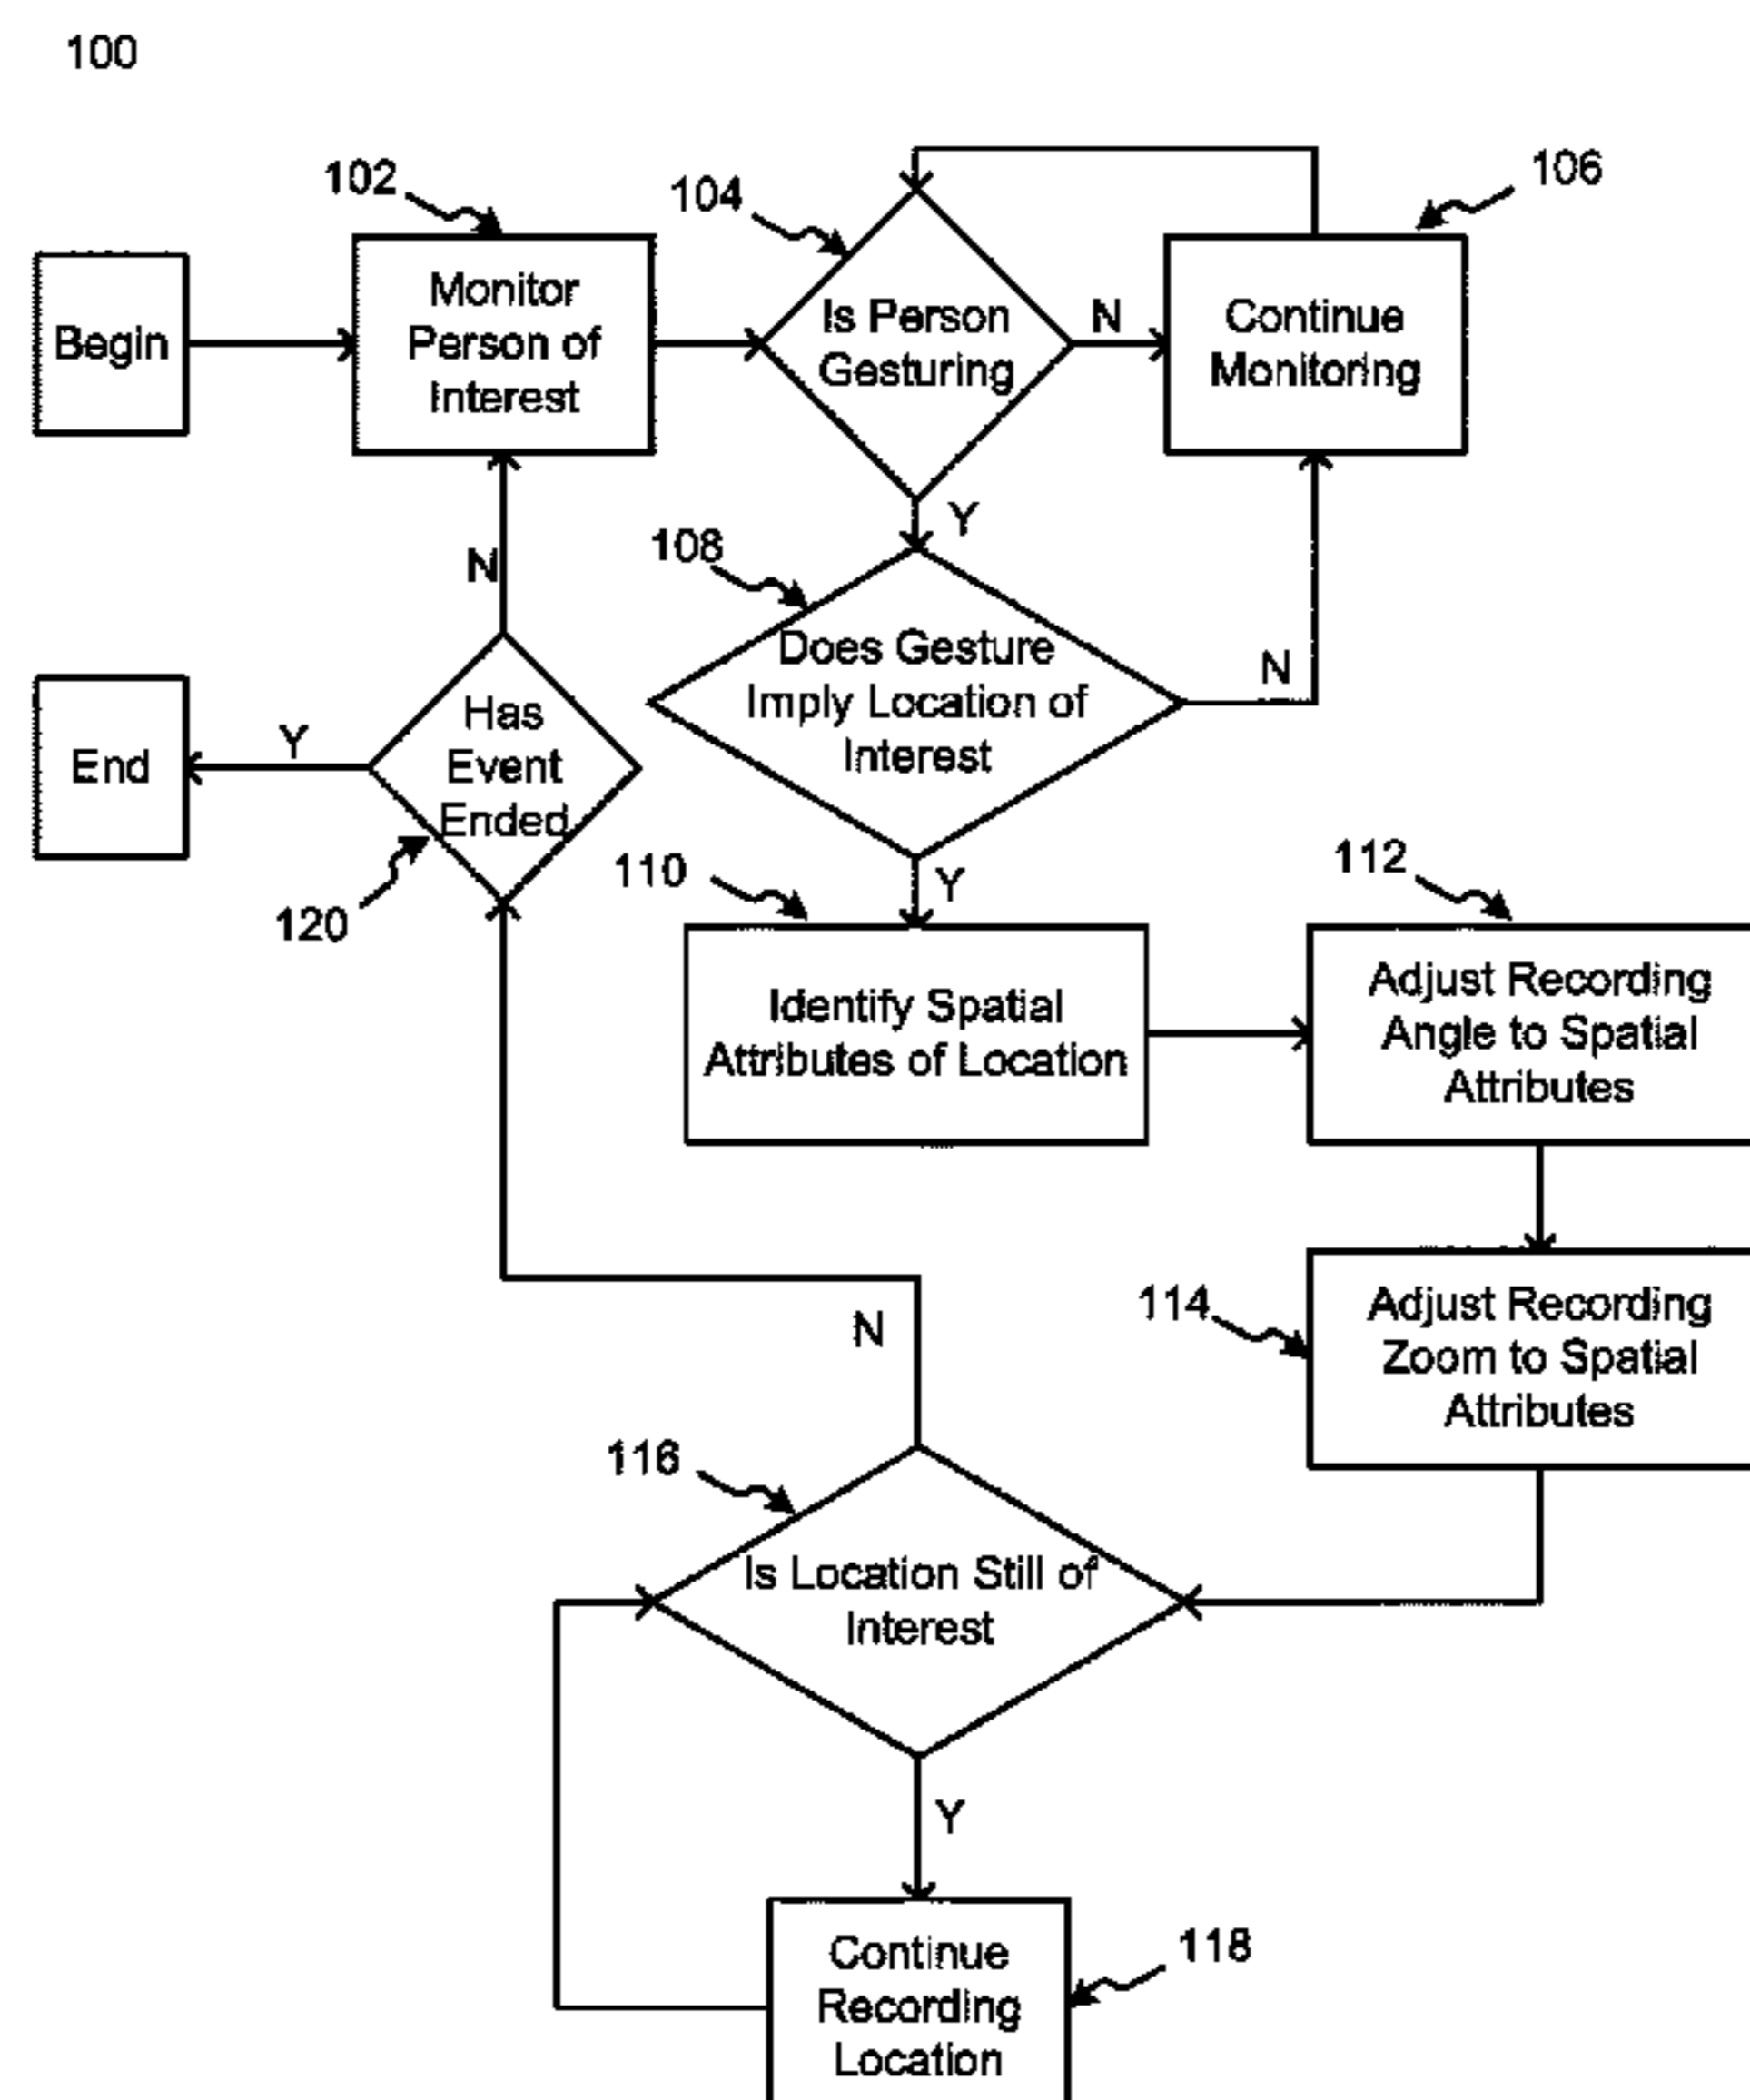 100
102
104
106
Begin
Monitor
Person of
Interest
Is Person
Gesturing
N
Continue
Monitoring
Y
108
N
Does Gesture
Imply Location of
Interest
N
End
Y
Has
Event
Ended
120
Y
110
112
Identify Spatial
Attributes of Location
Adjust Recording
Angle to Spatial
Attributes
N
114
Adjust Recording
Zoom to Spatial
Attributes
116
Is Location Still of
Interest
Y
118
Continue
Recording
Location